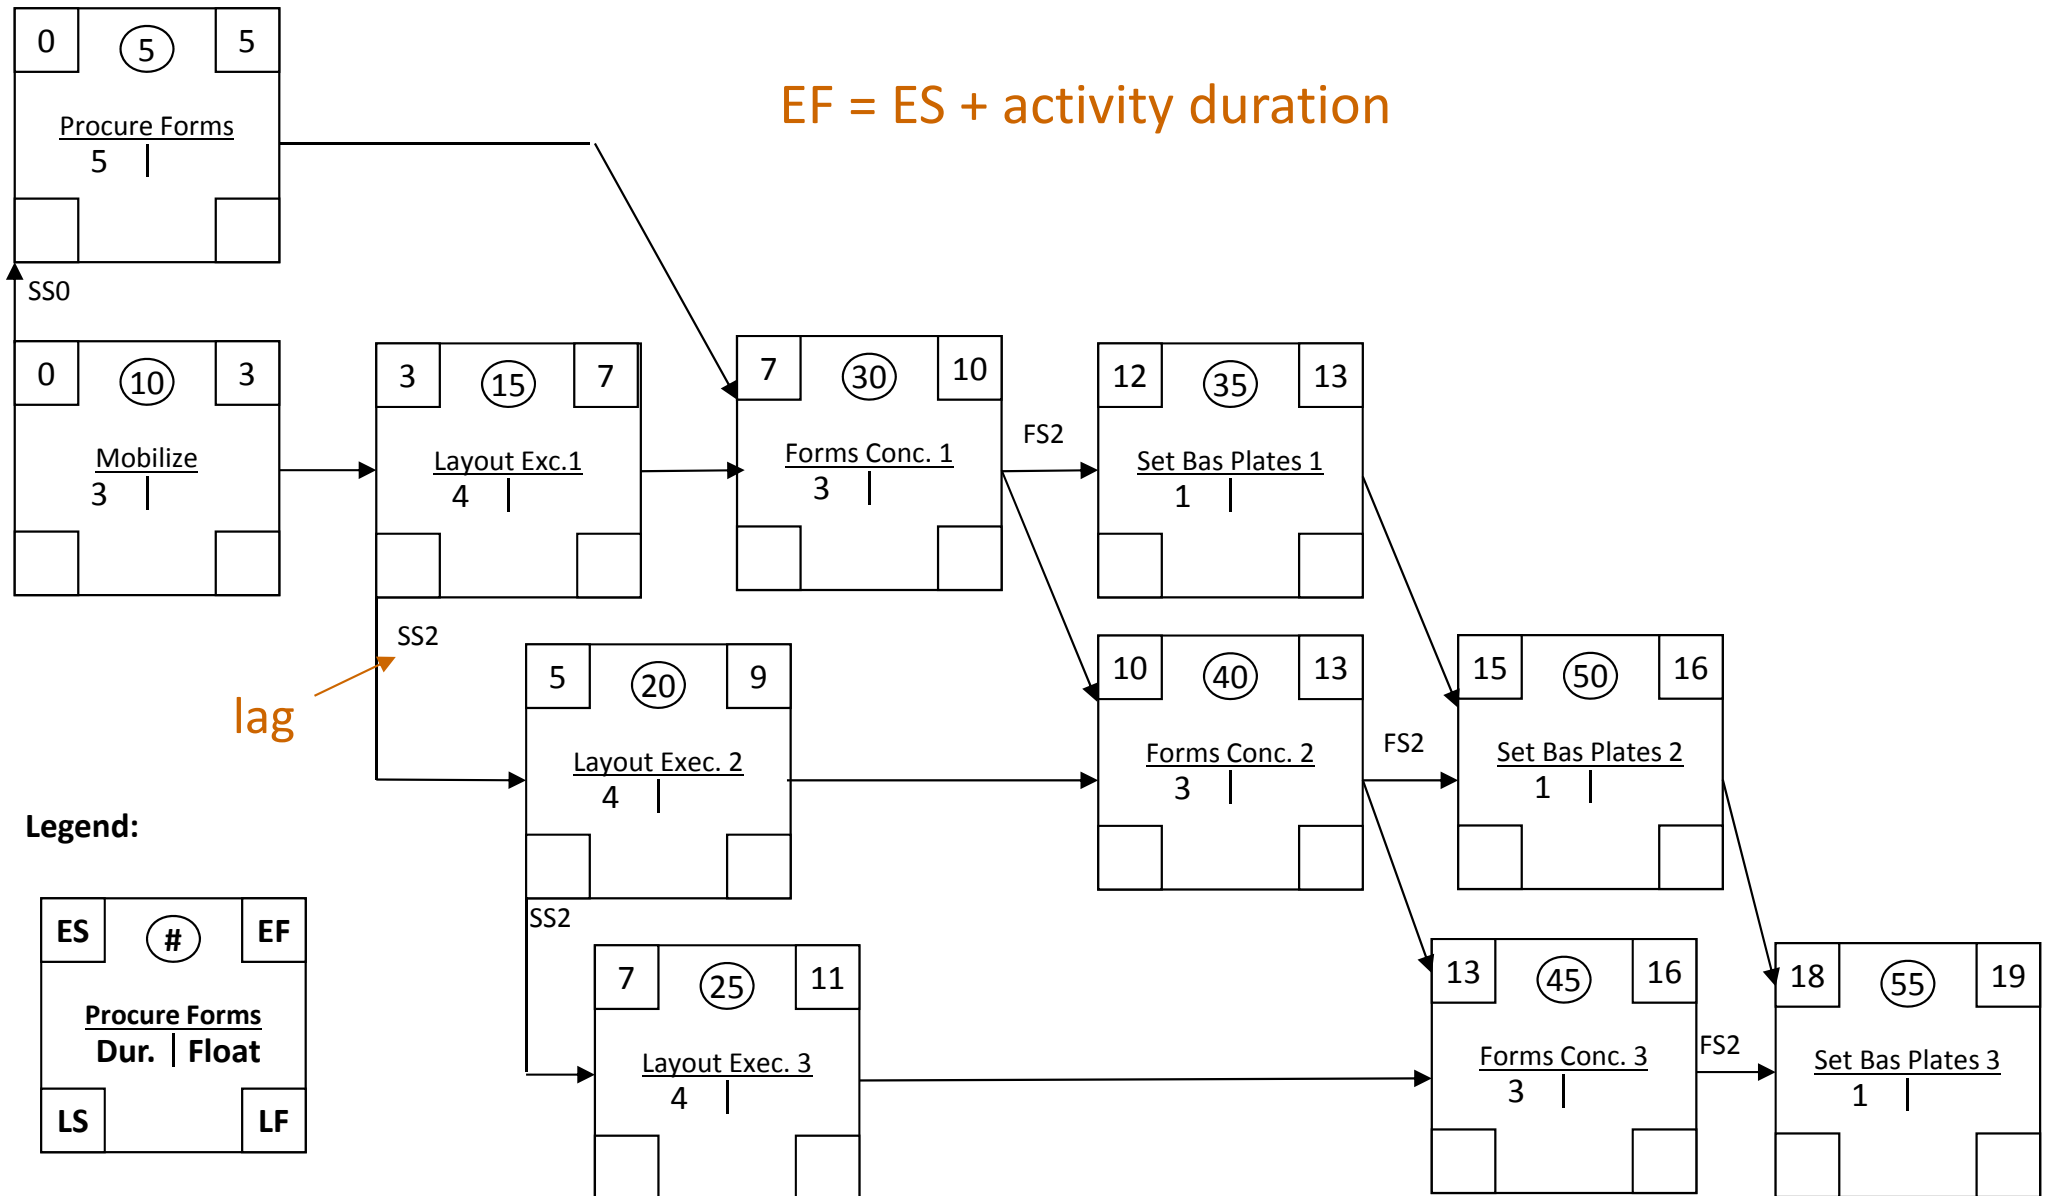 0 5 5
EF = ES + activity duration
Procure Forms
5
SS0
0 10 3
3 15 7
7 30 10
12 35 13
FS2
Mobilize
3
Layout Exc.1
4
Forms Conc. 1
3
Set Bas Plates 1
1
SS2
lag
5 20 9
10 40 13
15 50 16
FS2
Layout Exec. 2
4
Forms Conc. 2
3
Set Bas Plates 2
1
Legend:
ES # EF
Procure Forms
Dur. Float
LS LF
SS2
7 25 11
13 45 16
18 55 19
FS2
Layout Exec. 3
4
Forms Conc. 3
3
Set Bas Plates 3
1